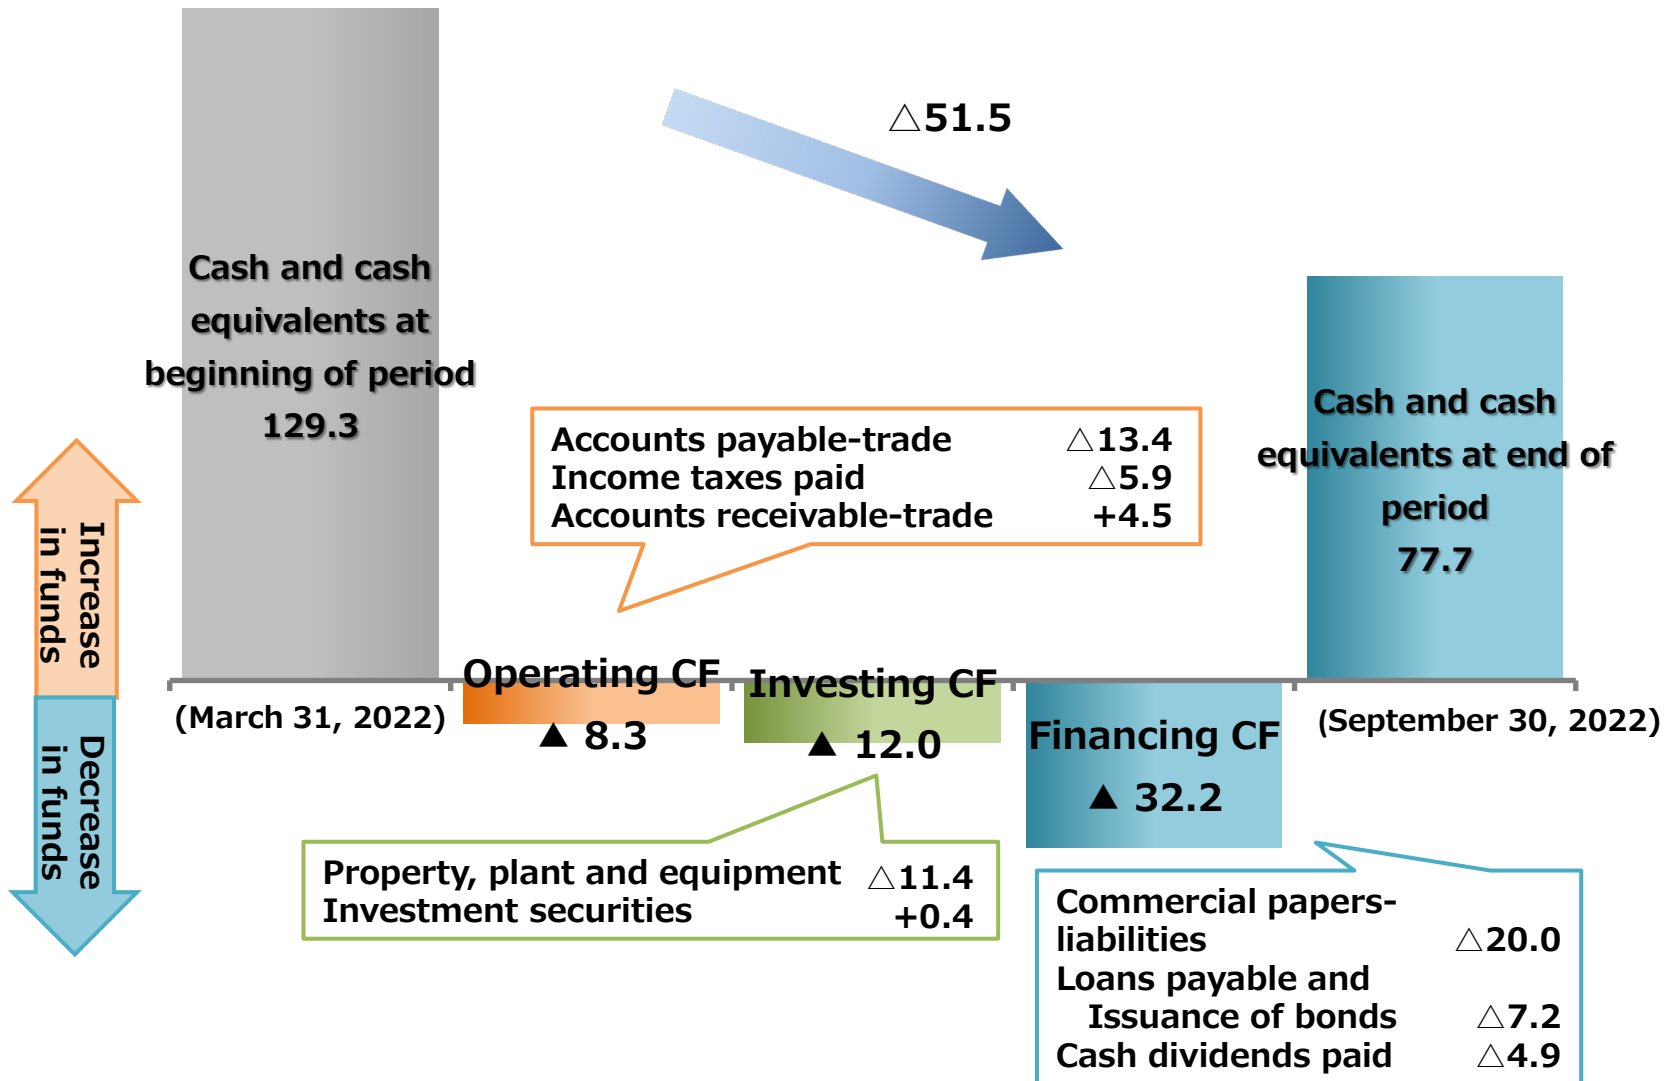 △51.5
Cash and cash
equivalents at
beginning of period
129.3
Cash and cash
equivalents at end of
period
77.7
Accounts payable-trade △13.4
Income taxes paid △5.9
Accounts receivable-trade +4.5
Increase
in funds
Decrease
in funds
(March 31, 2022)
Operating CF
▲ 8.3
Investing CF
▲ 12.0
Financing CF
▲ 32.2
(September 30, 2022)
Property, plant and equipment △11.4
Investment securities +0.4
Commercial papers-
liabilities △20.0
Loans payable and
Issuance of bonds △7.2
Cash dividends paid △4.9